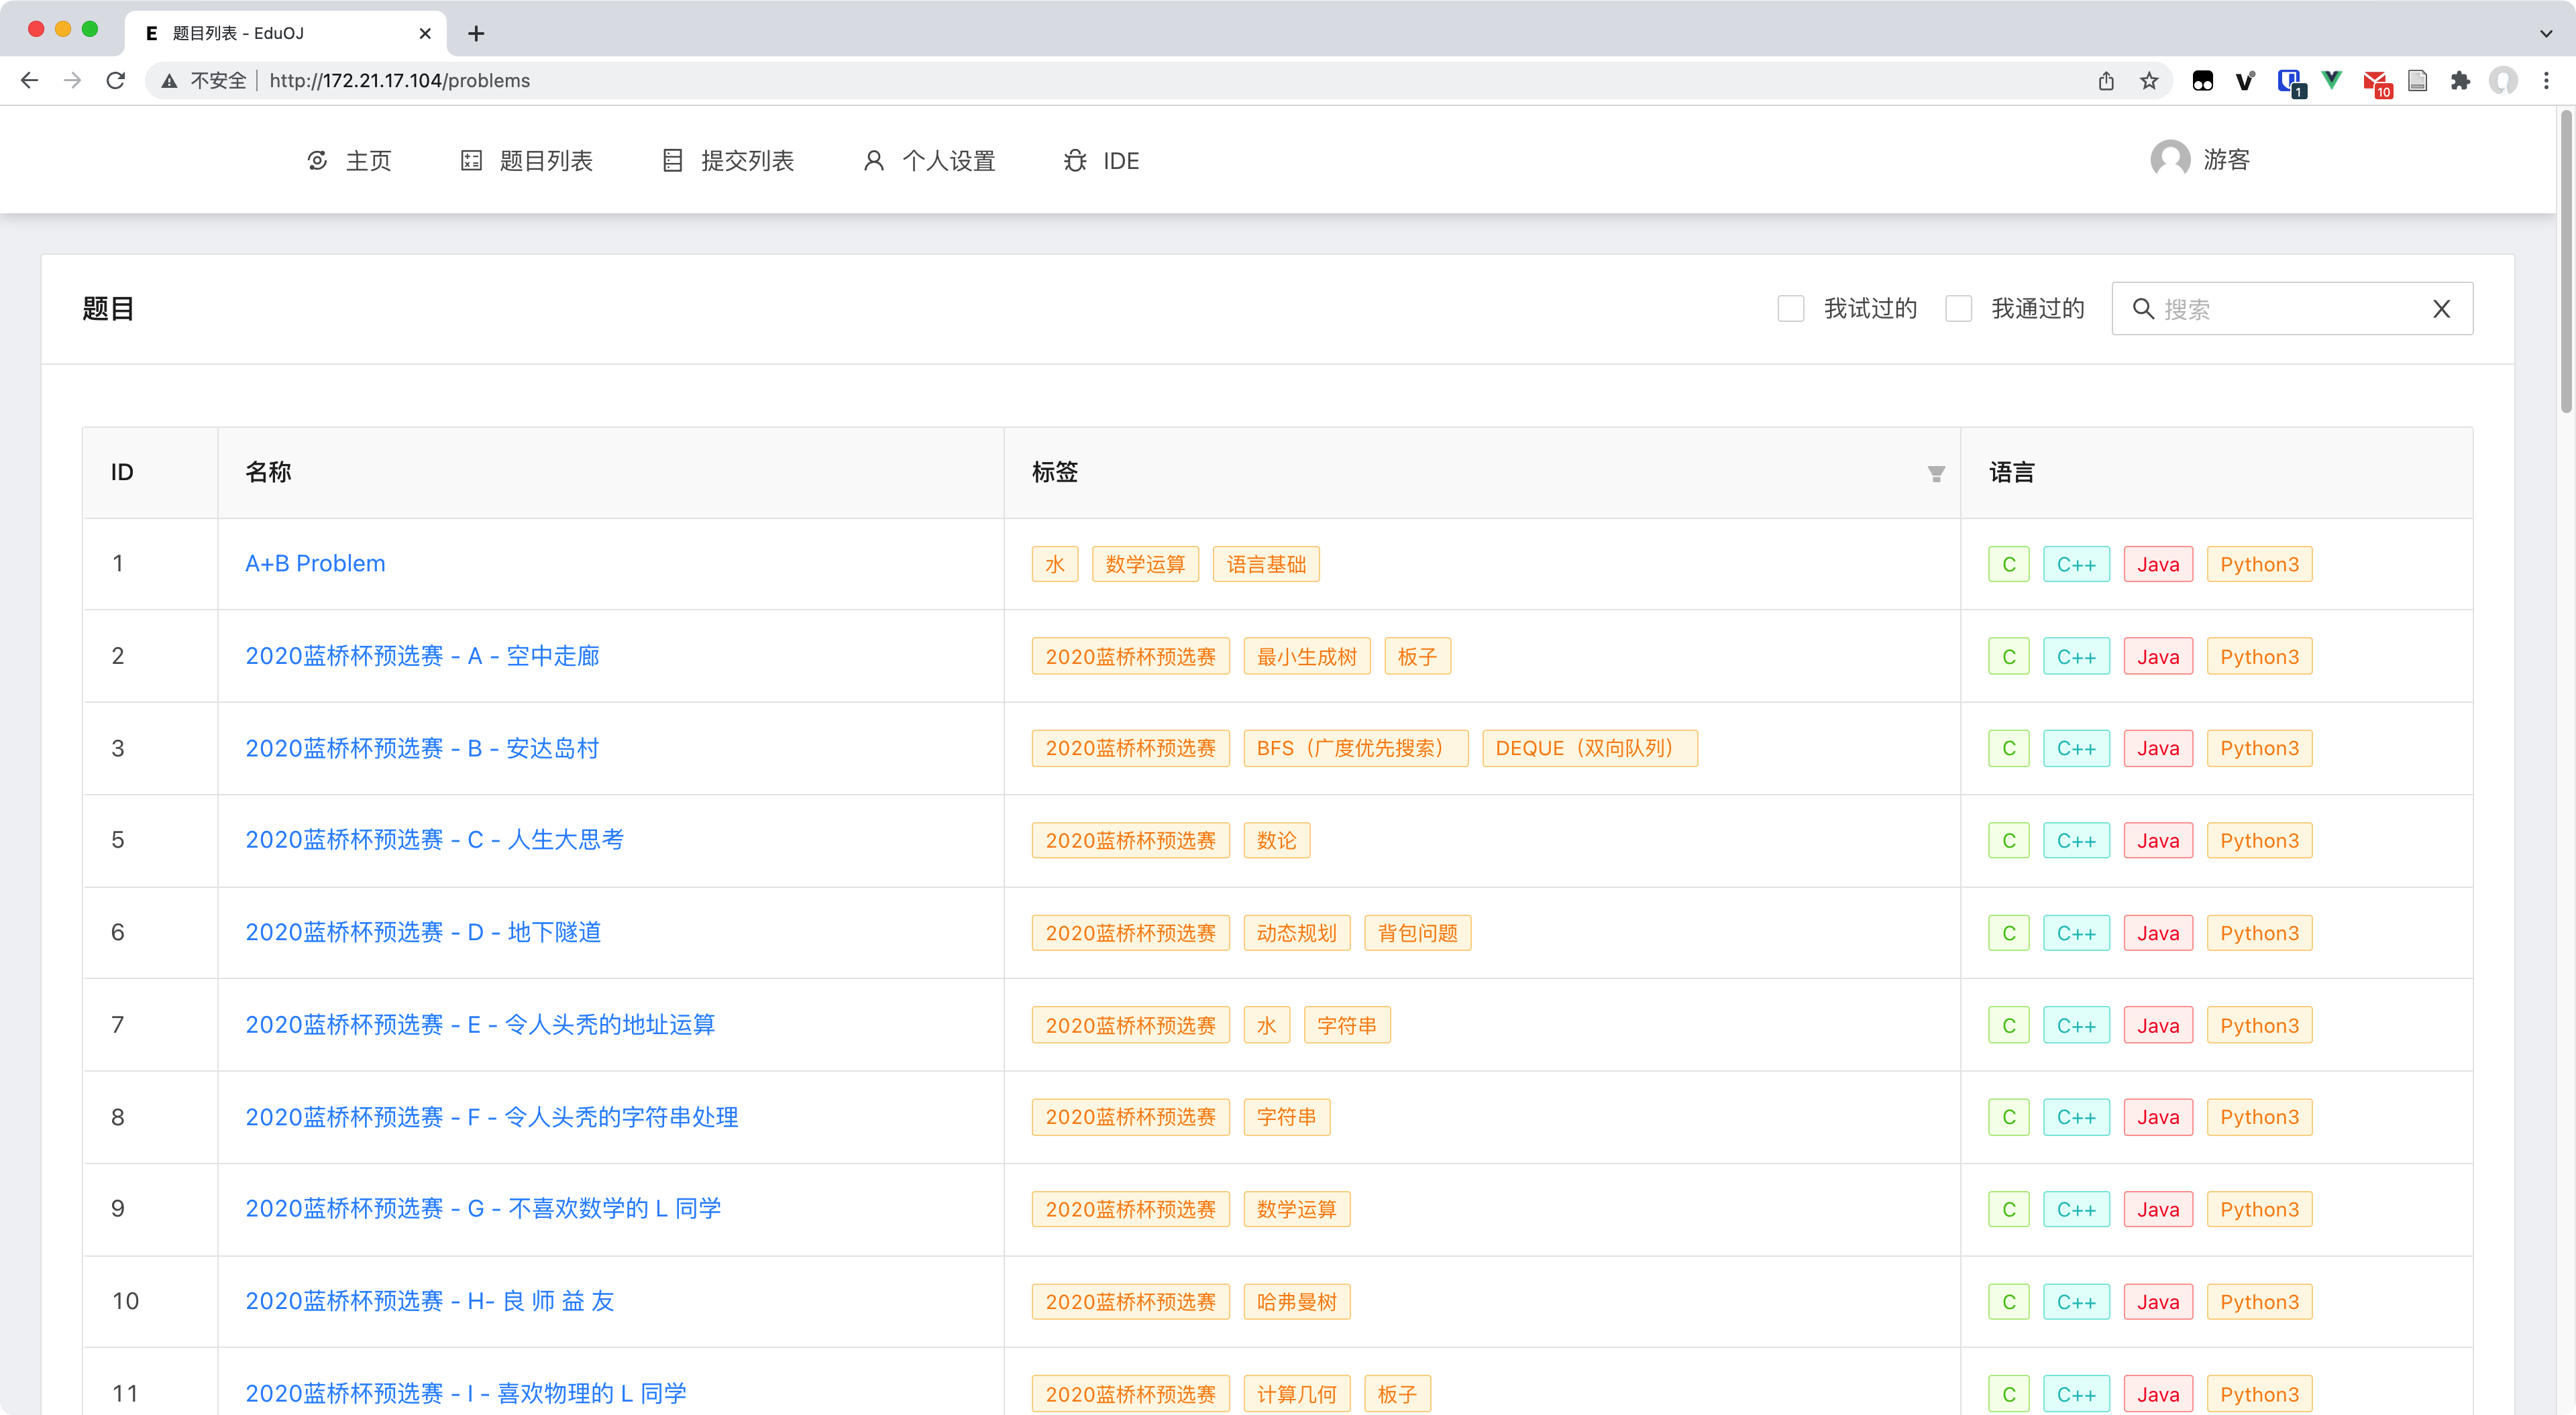 E 题目列表 - EduOJ
不安全 http://172.21.17.104/problems 1 10
主页 题目列表 提交列表 个人设置 IDE 游客
题目 我试过的 我通过的 搜索
ID 名称 标签 语言
1 A+B Problem 水 数学运算 语言基础 C C++ Java Python3
2 2020蓝桥杯预选赛 - A - 空中走廊 2020蓝桥杯预选赛 最小生成树 板子 C C++ Java Python3
3 2020蓝桥杯预选赛 - B - 安达岛村 2020蓝桥杯预选赛 BFS（广度优先搜索） DEQUE（双向队列） C C++ Java Python3
5 2020蓝桥杯预选赛 - C - 人生大思考 2020蓝桥杯预选赛 数论 C C++ Java Python3
6 2020蓝桥杯预选赛 - D - 地下隧道 2020蓝桥杯预选赛 动态规划 背包问题 C C++ Java Python3
7 2020蓝桥杯预选赛 - E - 令人头秃的地址运算 2020蓝桥杯预选赛 水 字符串 C C++ Java Python3
8 2020蓝桥杯预选赛 - F - 令人头秃的字符串处理 2020蓝桥杯预选赛 字符串 C C++ Java Python3
9 2020蓝桥杯预选赛 - G - 不喜欢数学的 L 同学 2020蓝桥杯预选赛 数学运算 C C++ Java Python3
10 2020蓝桥杯预选赛 - H- 良 师 益 友 2020蓝桥杯预选赛 哈弗曼树 C C++ Java Python3
11 2020蓝桥杯预选赛 - I - 喜欢物理的 L 同学 2020蓝桥杯预选赛 计算几何 板子 C C++ Java Python3